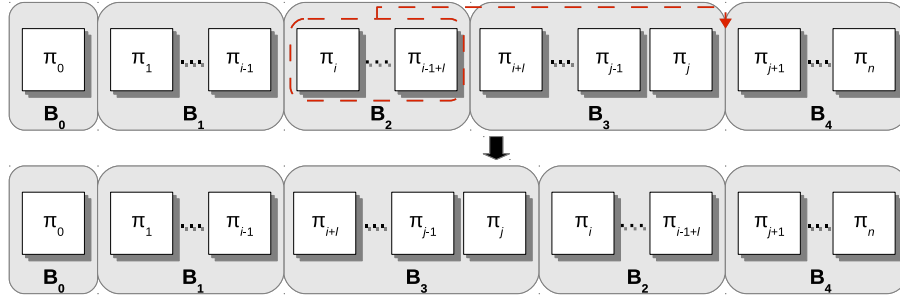 π₀ π₁ ..... πᵢ₋₁ πᵢ ..... πᵢ₋₁₊ₗ πᵢ₊ₗ ..... πⱼ₋₁ πⱼ πⱼ₊₁ ..... πₙ
B₀ B₁ B₂ B₃ B₄
π₀ π₁ ..... πᵢ₋₁ πᵢ₊ₗ ..... πⱼ₋₁ πⱼ πᵢ ..... πᵢ₋₁₊ₗ πⱼ₊₁ ..... πₙ
B₀ B₁ B₃ B₂ B₄